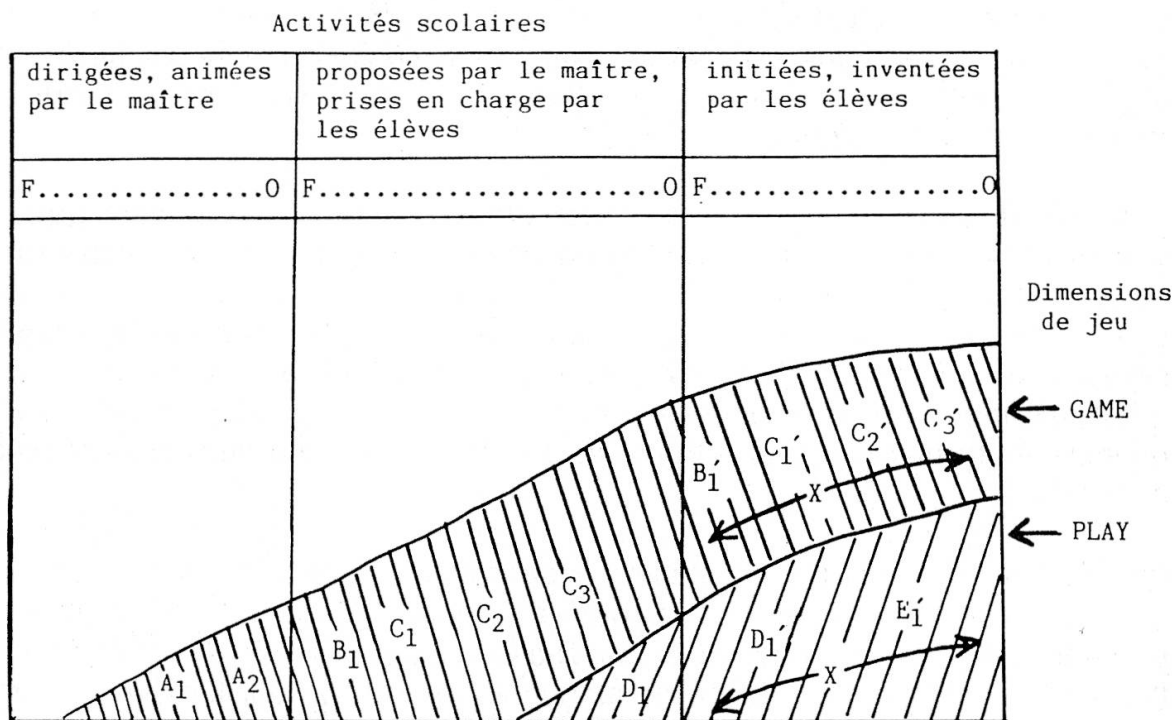 Activités scolaires
dirigées, animées
par le maître
proposées par le maître,
prises en charge par
les élèves
initiées, inventées
par les élèves
F................O
F.........................O
F...................O
Dimensions
de jeu
GAME
PLAY
A1
A2
B1
C1
C2
C3
D1
B1′
C1′
C2′
C3′
X
D1′
E1′
X